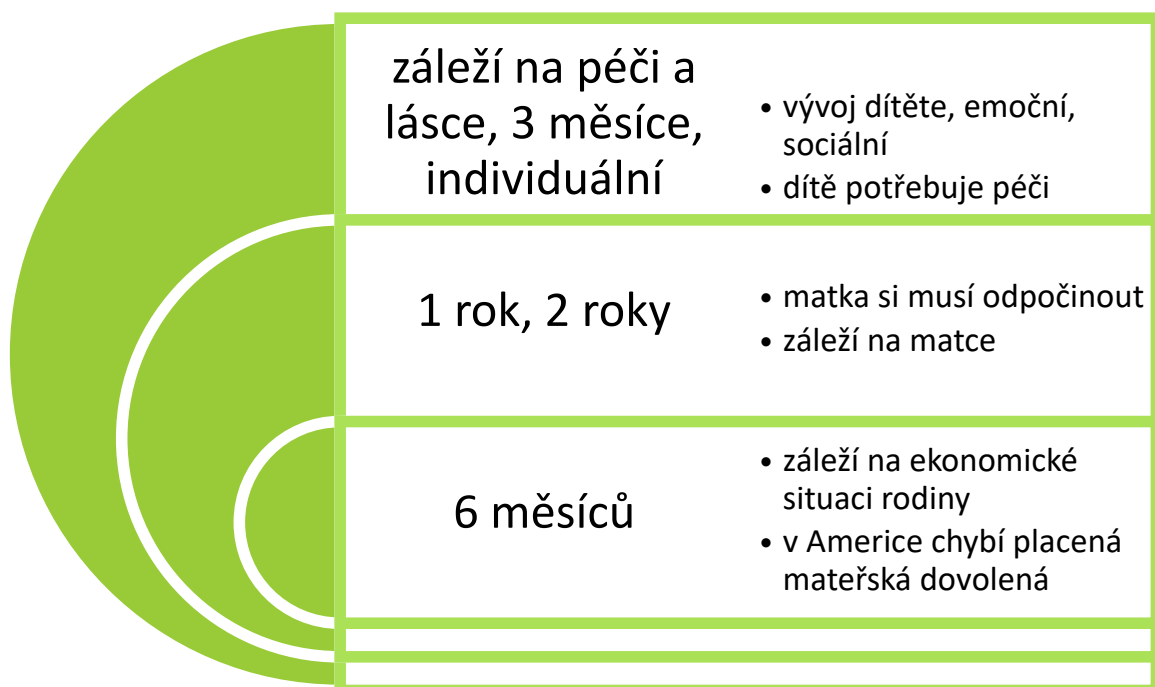 záleží na péči a
lásce, 3 měsíce,
individuální
• vývoj dítěte, emoční,
sociální
• dítě potřebuje péči
1 rok, 2 roky
• matka si musí odpočinout
• záleží na matce
6 měsíců
• záleží na ekonomické
situaci rodiny
• v Americe chybí placená
mateřská dovolená